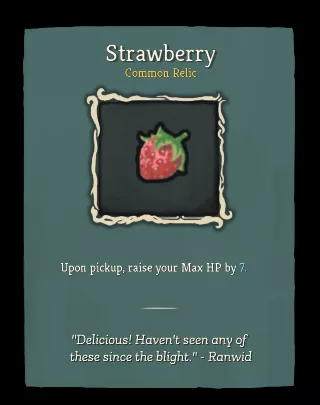 Strawberry
Common Relic
Upon pickup, raise your Max HP by 7.
"Delicious! Haven't seen any of
these since the blight." - Ranwid